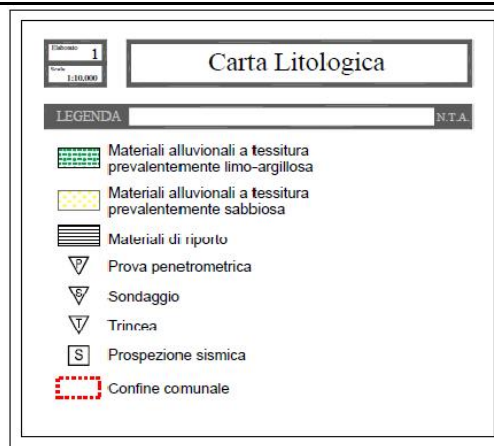 Elaborato
1
Scala
1:10.000
Carta Litologica
LEGENDA
N.T.A.
Materiali alluvionali a tessitura
prevalentemente limo-argillosa
Materiali alluvionali a tessitura
prevalentemente sabbiosa
Materiali di riporto
P Prova penetrometrica
S Sondaggio
T Trincea
S Prospezione sismica
Confine comunale